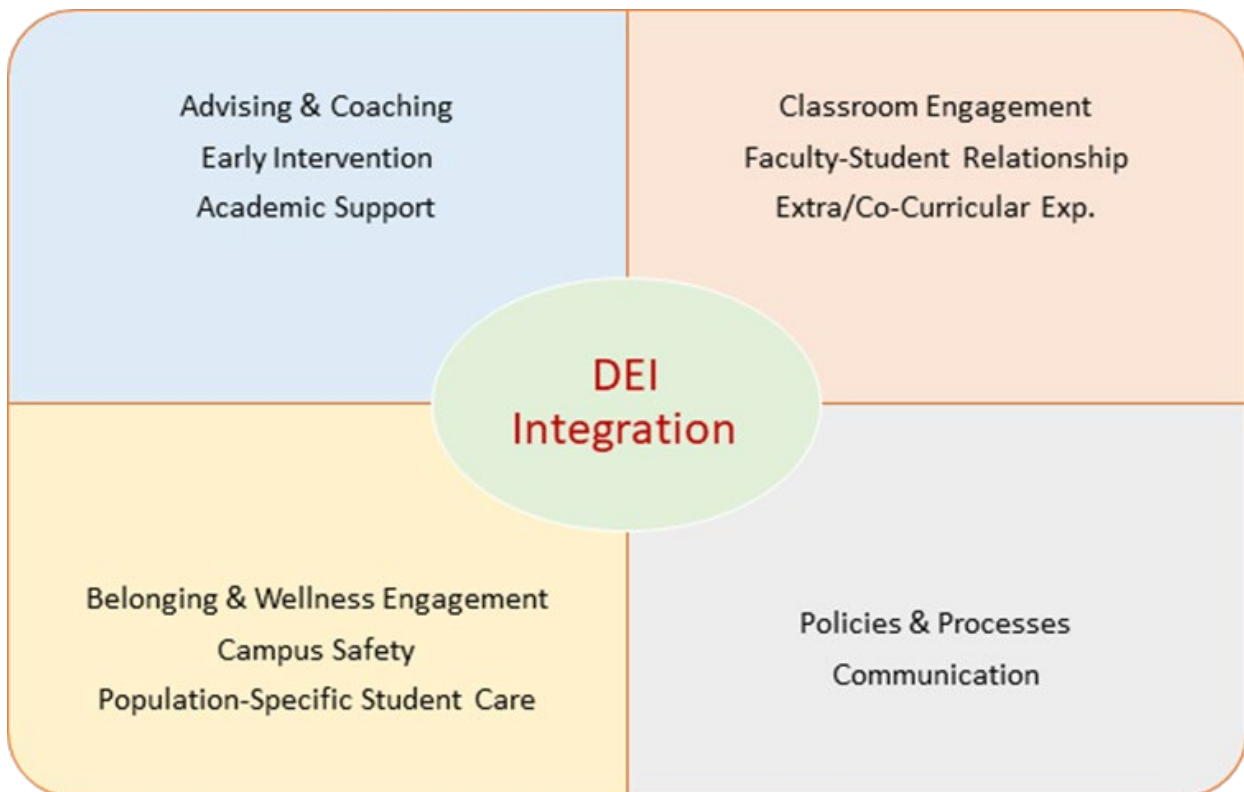 Advising & Coaching
Early Intervention
Academic Support
Classroom Engagement
Faculty-Student Relationship
Extra/Co-Curricular Exp.
DEI
Integration
Belonging & Wellness Engagement
Campus Safety
Population-Specific Student Care
Policies & Processes
Communication